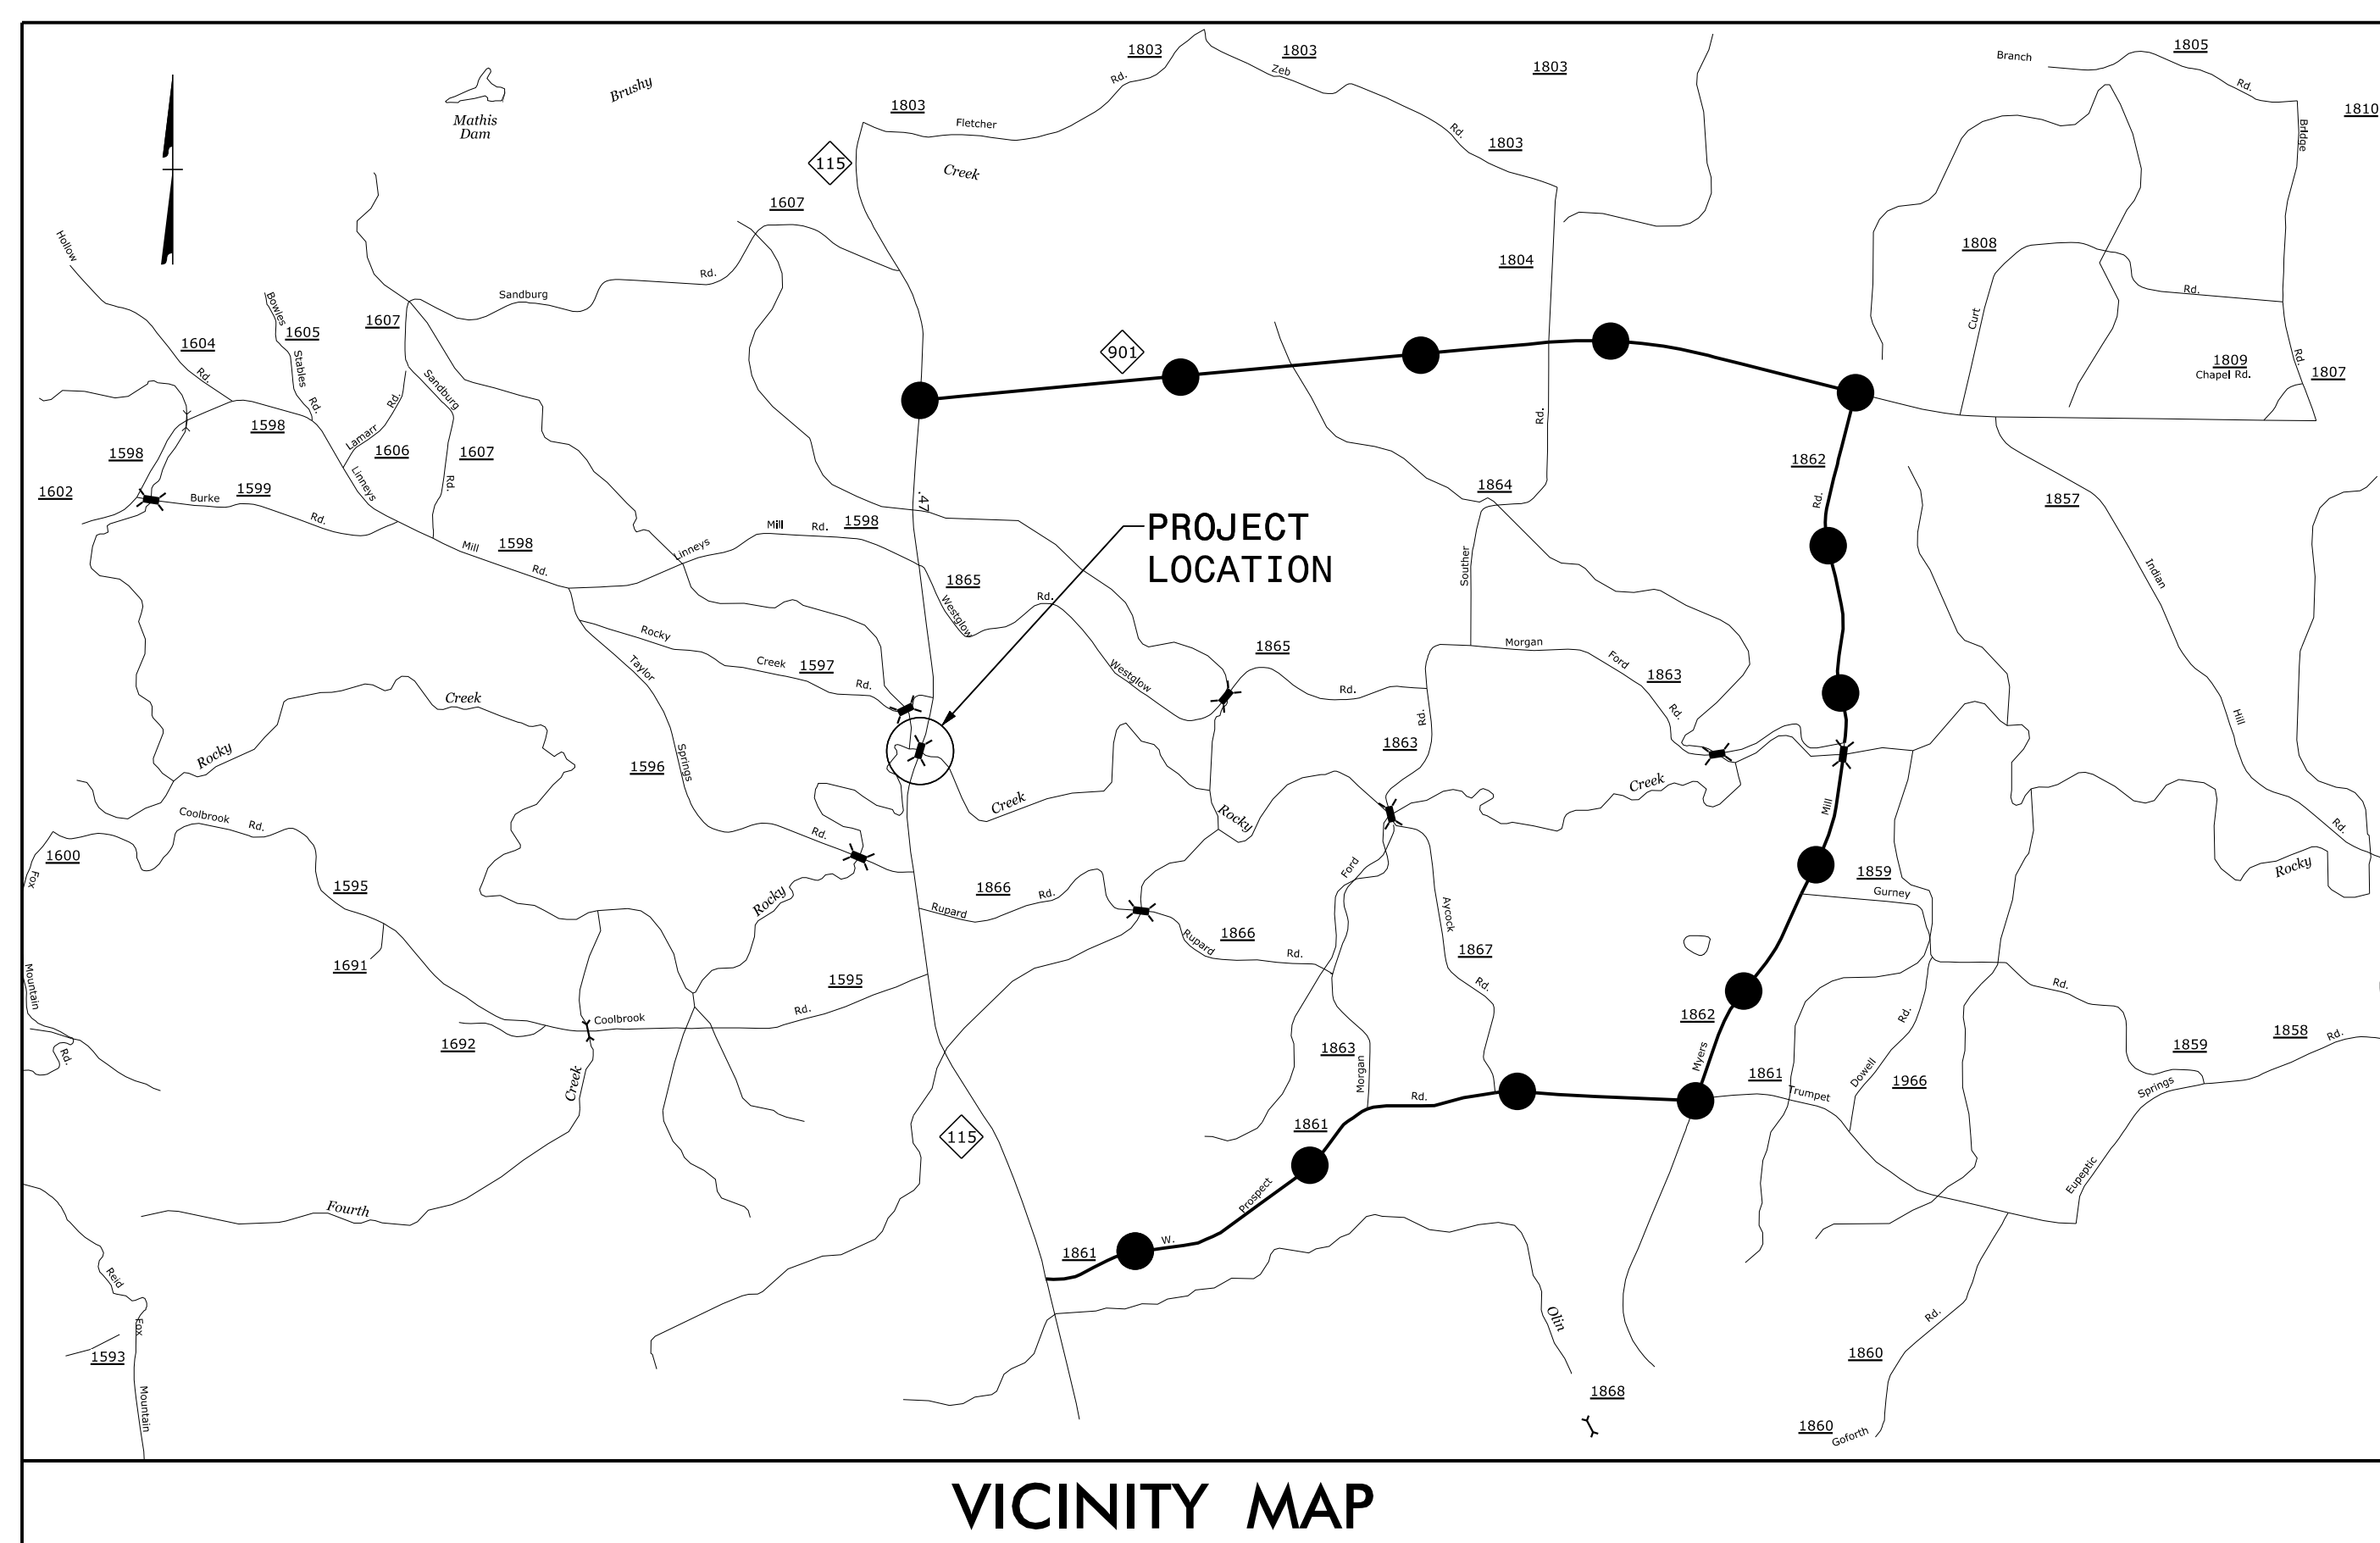 1803
1803
1803
1805
Branch
Rd.
Zeb
Rd.
Brushy
Mathis
Dam
1803
Fletcher
Rd.
1803
1810
Bridge
115
Creek
1607
Hollow
1808
1804
Rd.
Sandburg
Rd.
Bowles
1605
1607
1604
Stables
Rd.
Rd.
Sandburg
901
Curt
Rd.
1809
Chapel Rd.
1807
Rd.
Rd.
1598
Lamarr
1606
1607
1598
1862
1602
Burke
1599
Rd.
Linneys
Rd.
.47
1864
Rd.
1857
PROJECT
LOCATION
Mill
1598
Rd.
Linneys
Mill
Rd.
1598
1865
Westglow
Rd.
Souther
Indian
Rocky
Creek
1597
Rd.
Taylor
Westglow
1865
Rd.
Morgan
Ford
1863
Rd.
Creek
Rocky
1596
Springs
Rd.
1863
Hill
Creek
Rocky
Creek
Mill
Coolbrook
Rd.
Rd.
Rd.
1600
Fox
1595
Rocky
1866
Rupard
Rd.
Ford
1859
Gurney
Rocky
Aycock
1691
Mountain
1595
Rupard
1866
Rd.
1867
Rd.
Rd.
Coolbrook
Rd.
1862
Rd.
1692
Rd.
Creek
1863
Morgan
Myers
1859
1858
Rd.
1861
Trumpet
Dowell
1966
Springs
Rd.
1861
115
Fourth
Prospect
Eupeptic
1861
W.
Reid
Fox
1593
Mountain
Olin
Rd.
1860
1868
1860
Goforth
VICINITY MAP